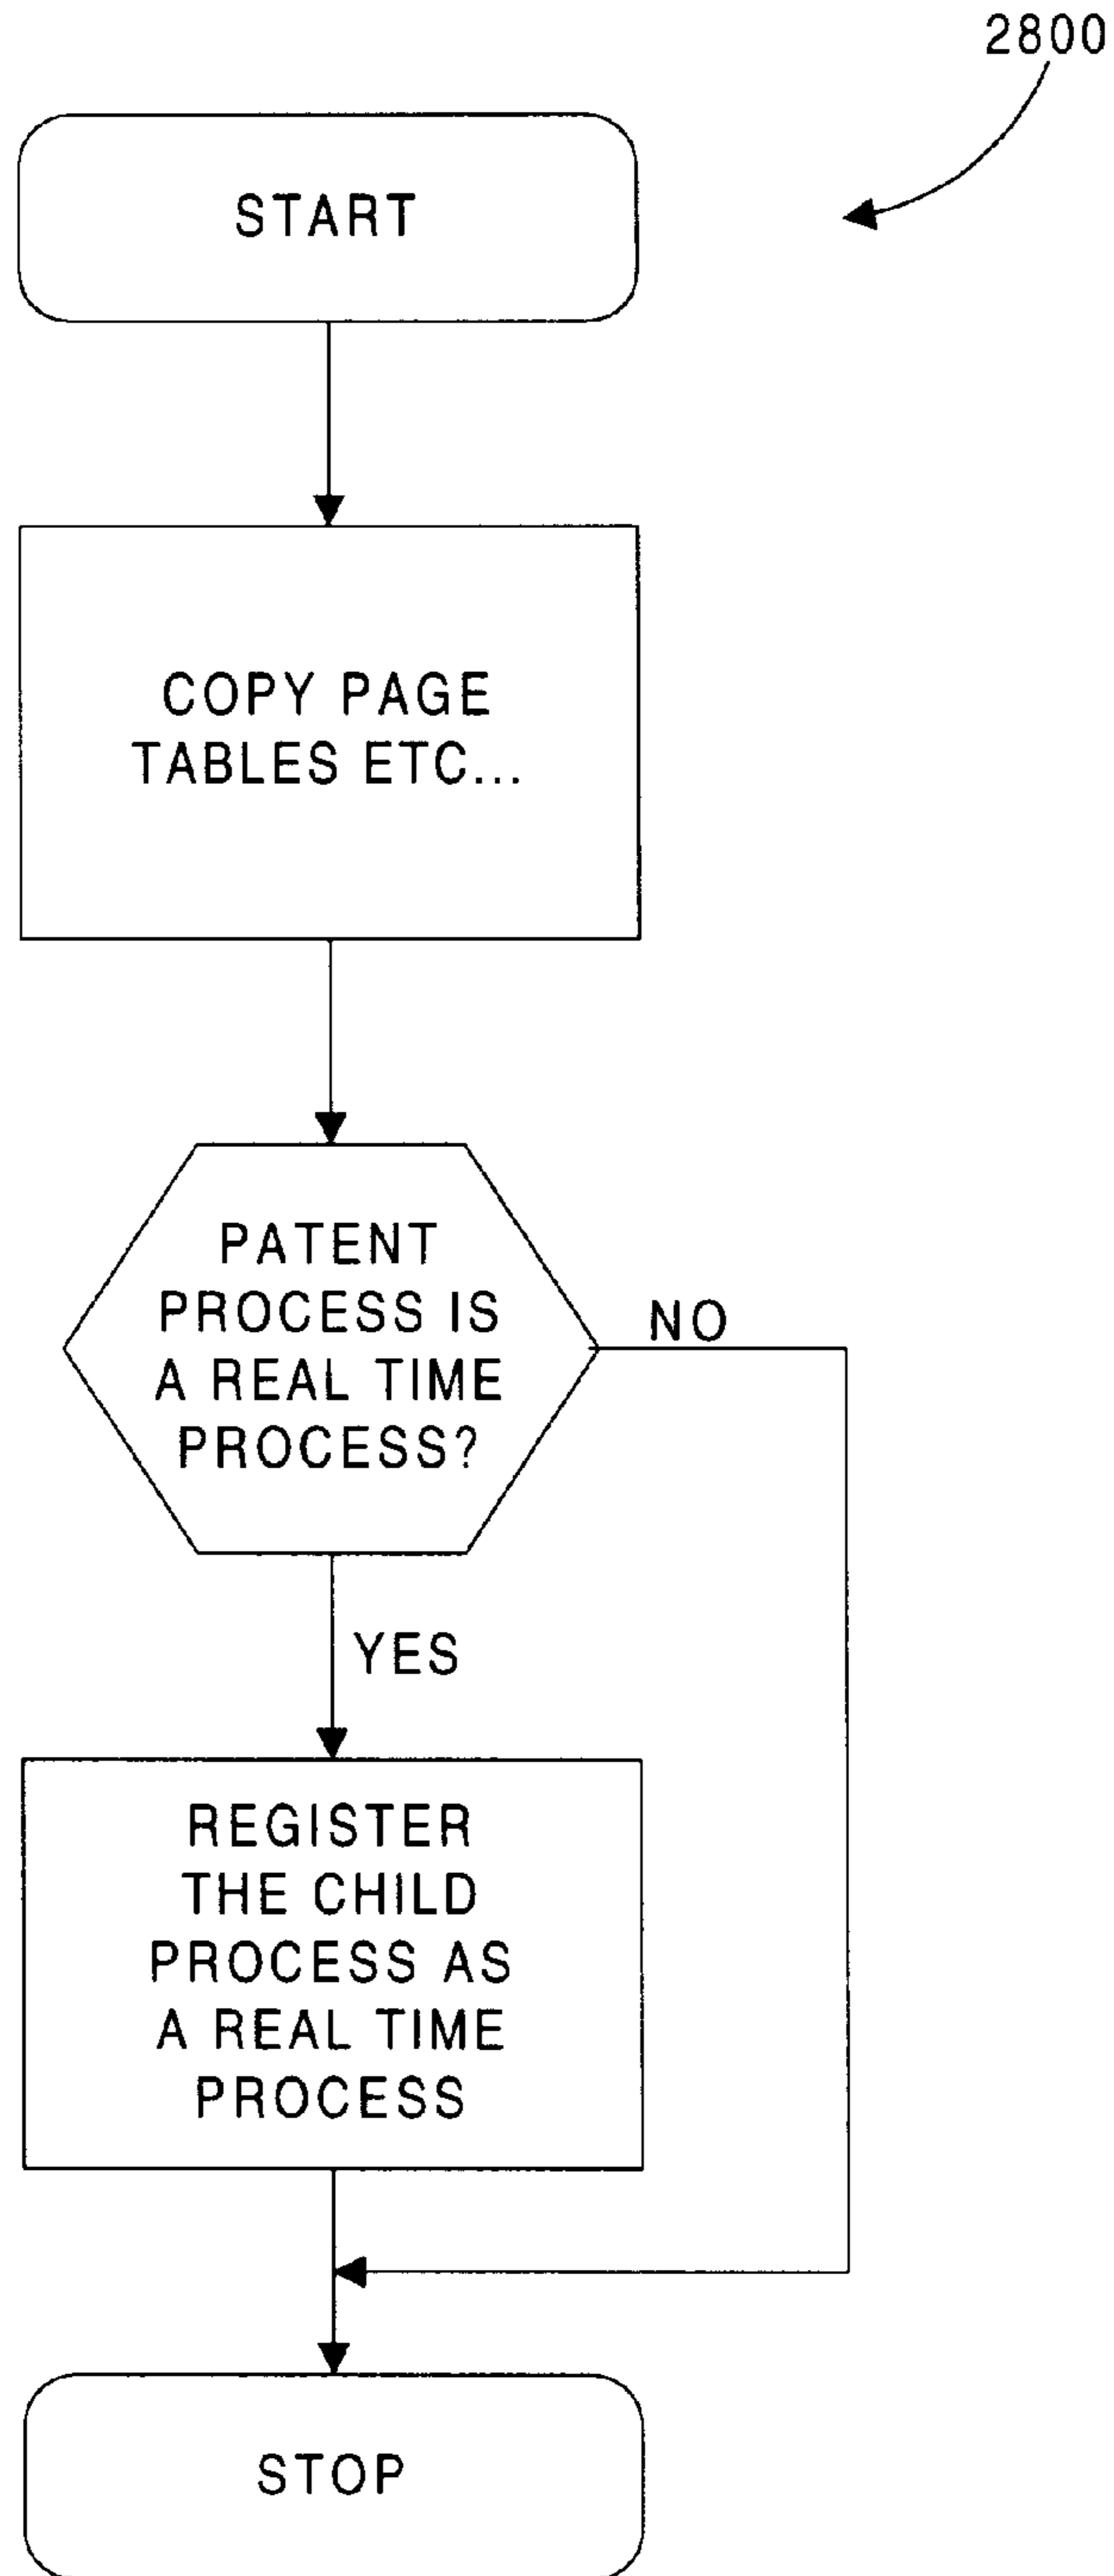 2800
START
COPY PAGE
TABLES ETC...
PATENT
PROCESS IS
A REAL TIME
PROCESS?
NO
YES
REGISTER
THE CHILD
PROCESS AS
A REAL TIME
PROCESS
STOP